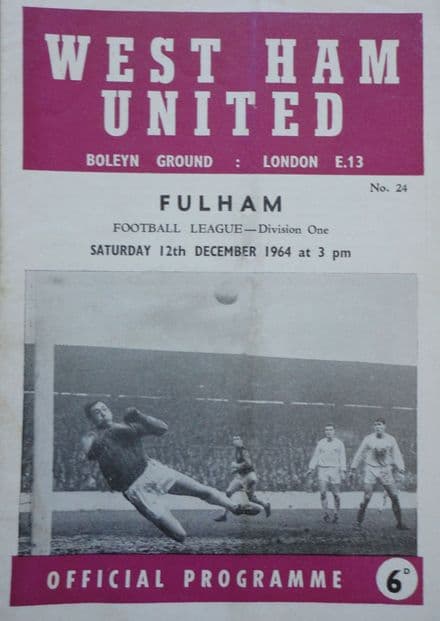 WEST HAM
UNITED
BOLEYN GROUND : LONDON E.13
No. 24
FULHAM
FOOTBALL LEAGUE—Division One
SATURDAY 12th DECEMBER 1964 at 3 pm
OFFICIAL PROGRAMME 6D